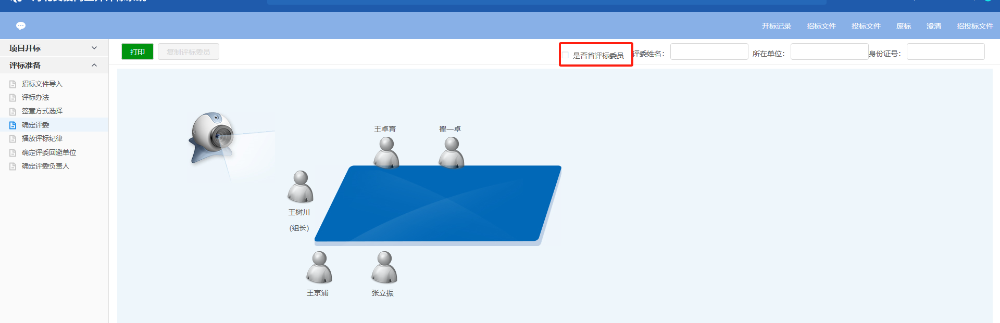 开标记录 招标文件 投标文件 废标 澄清 招投标文件
项目开标
评标准备
招标文件导入
评标办法
签章方式选择
确定评委
播放评标纪律
确定评委回避单位
确定评委负责人
打印 复制评标委员 是否省评标委员 评委姓名： 所在单位： 身份证号：
王卓育 翟一卓
王树川
(组长)
王京浦 张立振